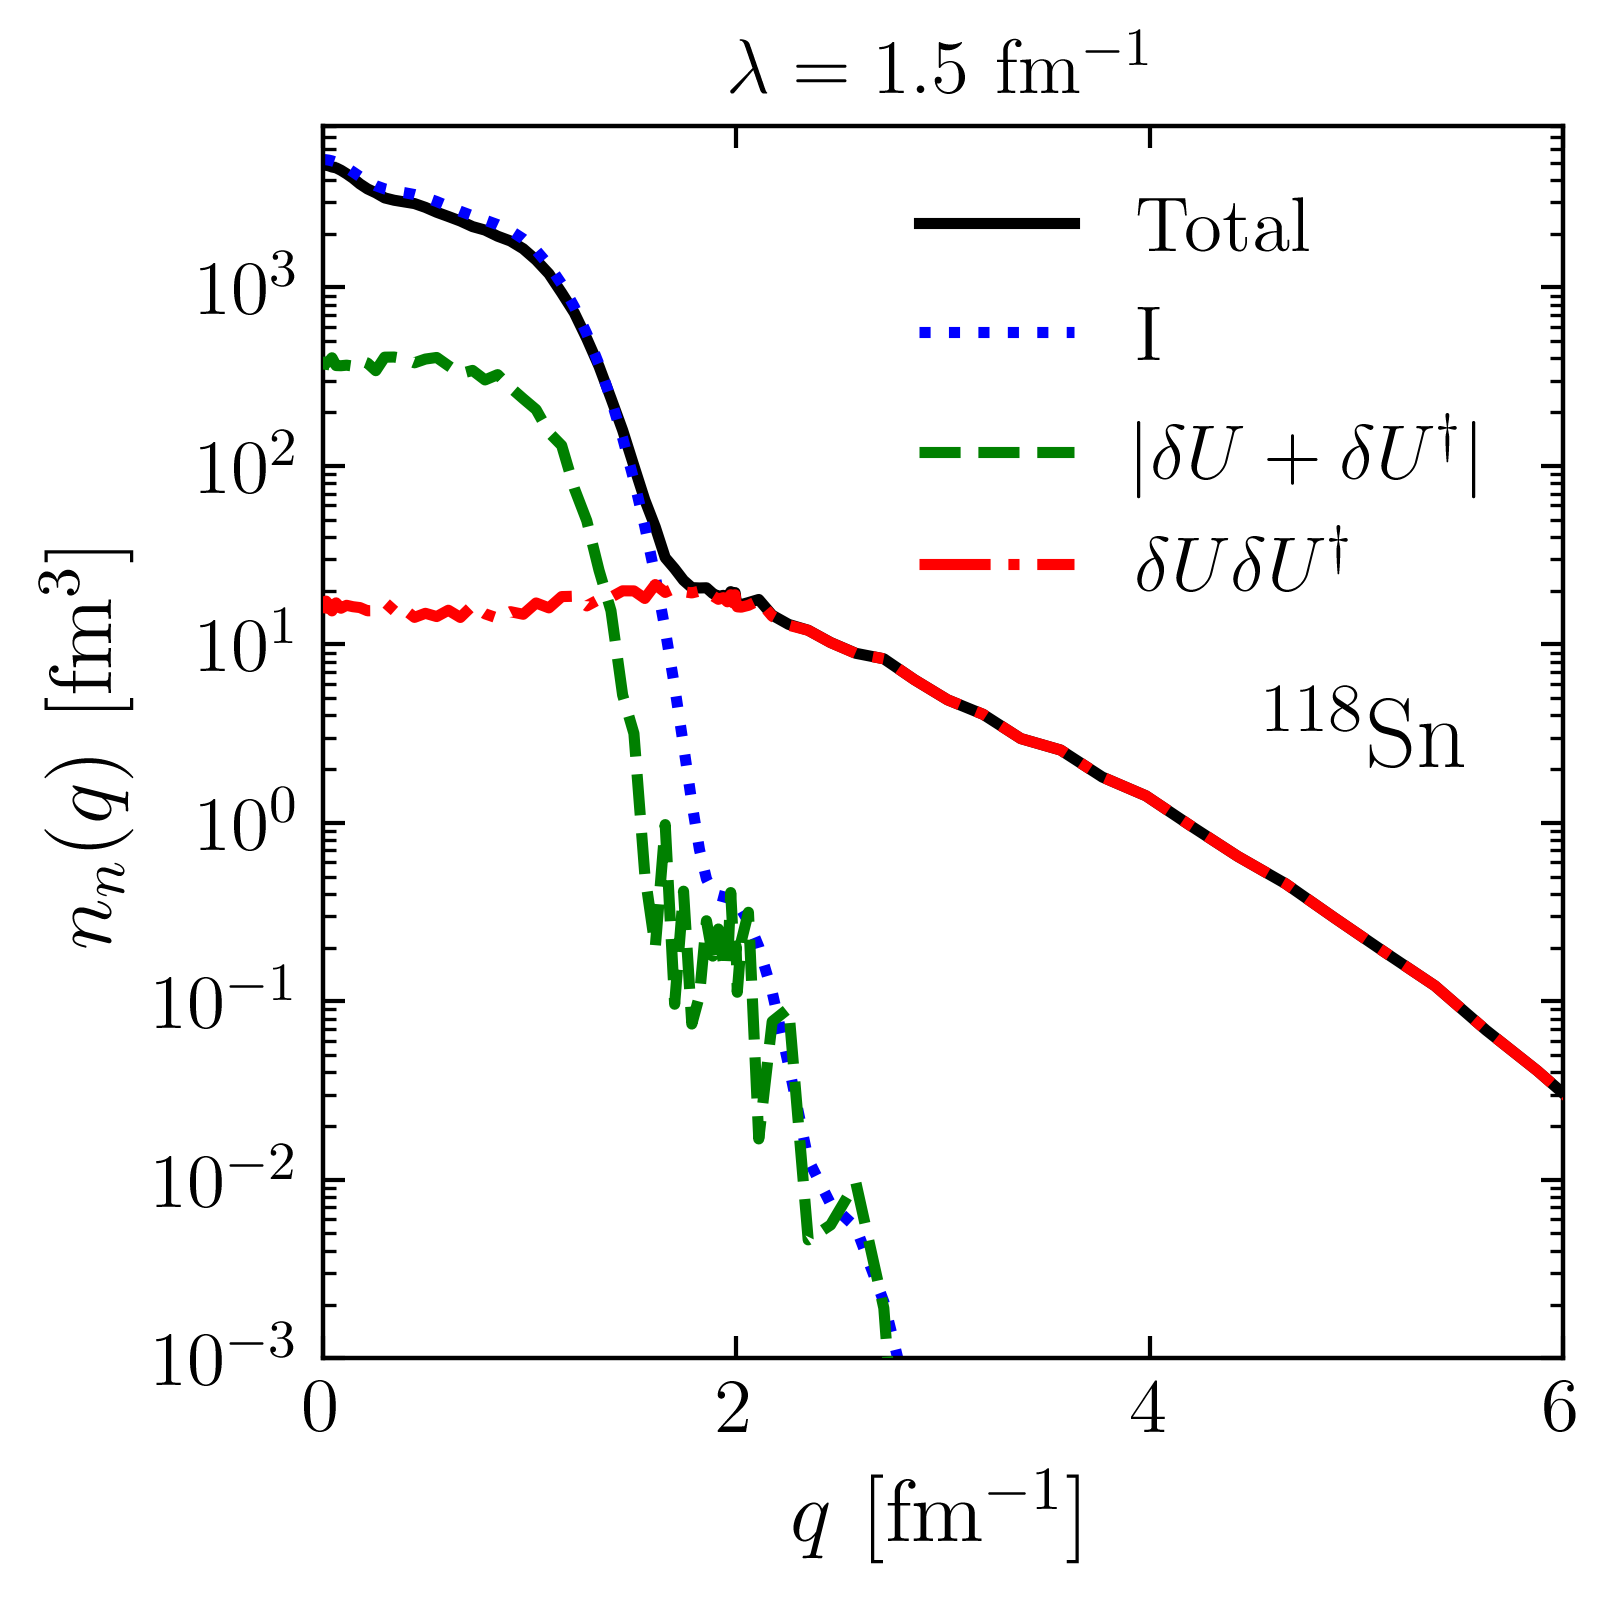 λ = 1.5 fm⁻¹
Total
I
|δU + δU†|
δUδU†
¹¹⁸Sn
nₙ(q) [fm³]
10³
10²
10¹
10⁰
10⁻¹
10⁻²
10⁻³
0 2 4 6
q [fm⁻¹]